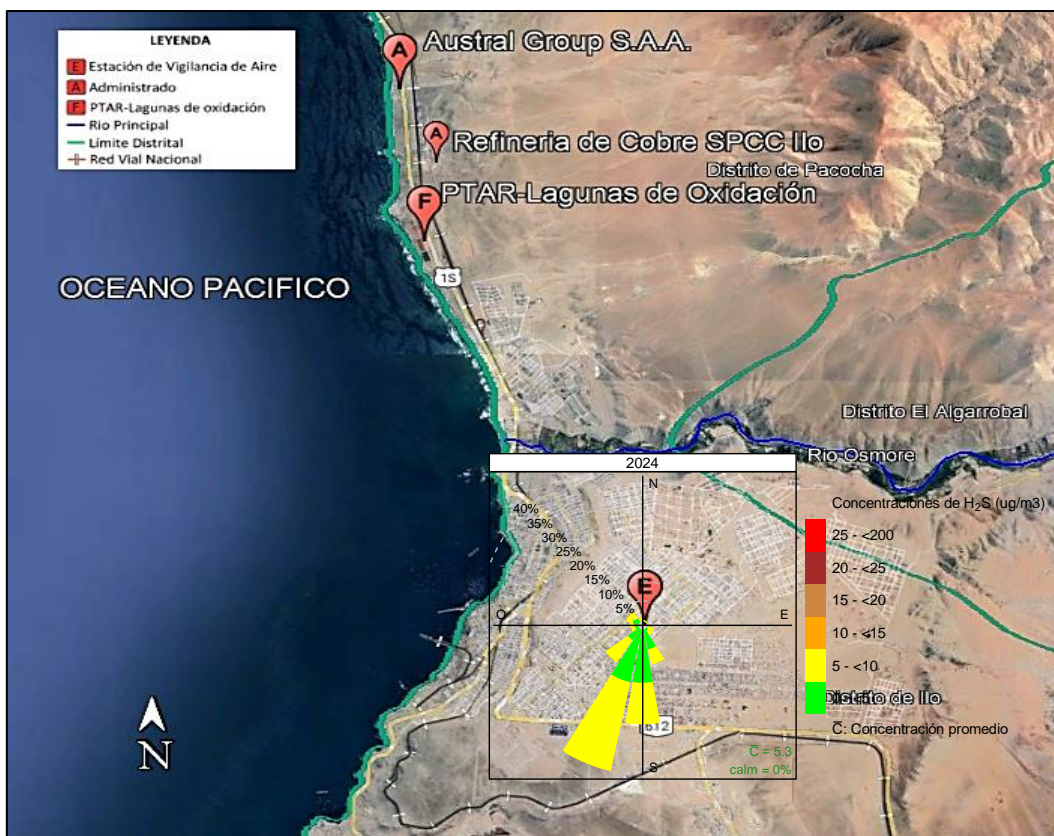 LEYENDA
E Estación de Vigilancia de Aire
A Administrado
F PTAR-Lagunas de oxidación
Rio Principal
Límite Distrital
Red Vial Nacional
A
Austral Group S.A.A.
A
Refineria de Cobre SPCC Ilo
Distrito de Pacocha
F
PTAR-Lagunas de Oxidación
1S
OCEANO PACIFICO
Distrito El Algarrobal
Rio Osmore
2024
N
40%
35%
30%
25%
20%
15%
10%
5%
E
O
E
S
612
C̅ = 5.3
calm = 0%
Concentraciones de H₂S (ug/m3)
25 - <200
20 - <25
15 - <20
10 - <15
5 - <10
Distrito de Ilo
C̅: Concentración promedio
N